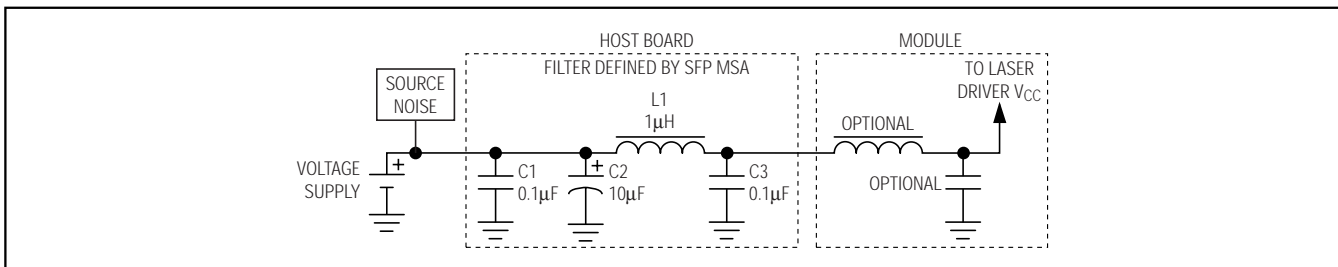 HOST BOARD
FILTER DEFINED BY SFP MSA
MODULE
SOURCE
NOISE
TO LASER
DRIVER VCC
L1
1μH
OPTIONAL
VOLTAGE
SUPPLY
+
C1
0.1μF
+
C2
10μF
C3
0.1μF
OPTIONAL